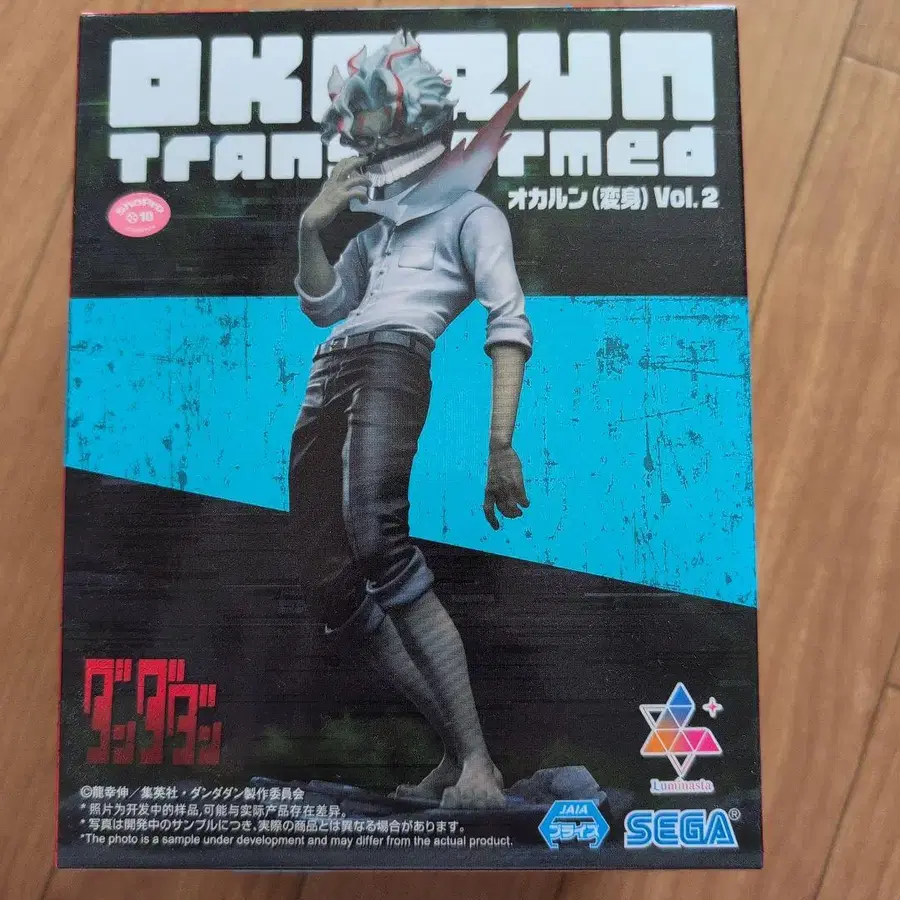 OKARUN
Transformed
オカルン(変身) Vol.2
ShoPro
10
ダンダダン
©龍幸伸/集英社・ダンダダン製作委員会
*照片为开发中的样品,可能与实际产品存在差异。
*写真は開発中のサンプルにつき、実際の商品とは異なる場合があります。
*The photo is a sample under development and may differ from the actual product.
Luminasta
JAIA
プライズ
SEGA®